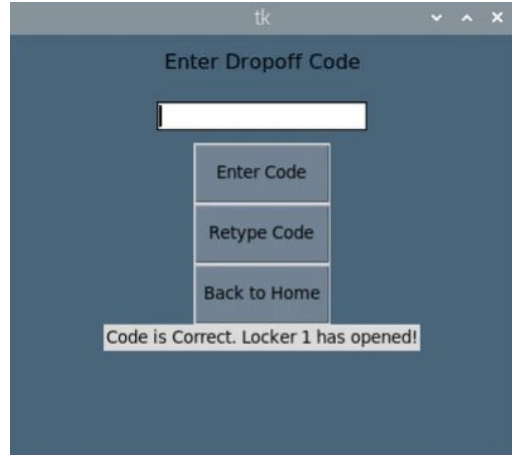 tk
Enter Dropoff Code
Enter Code
Retype Code
Back to Home
Code is Correct. Locker 1 has opened!